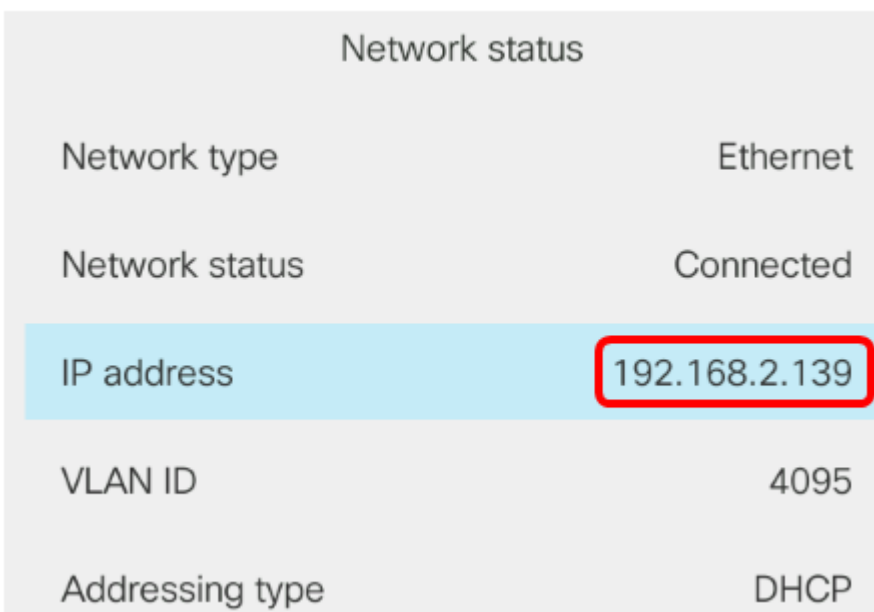 Network status
Network type Ethernet
Network status Connected
IP address 192.168.2.139
VLAN ID 4095
Addressing type DHCP